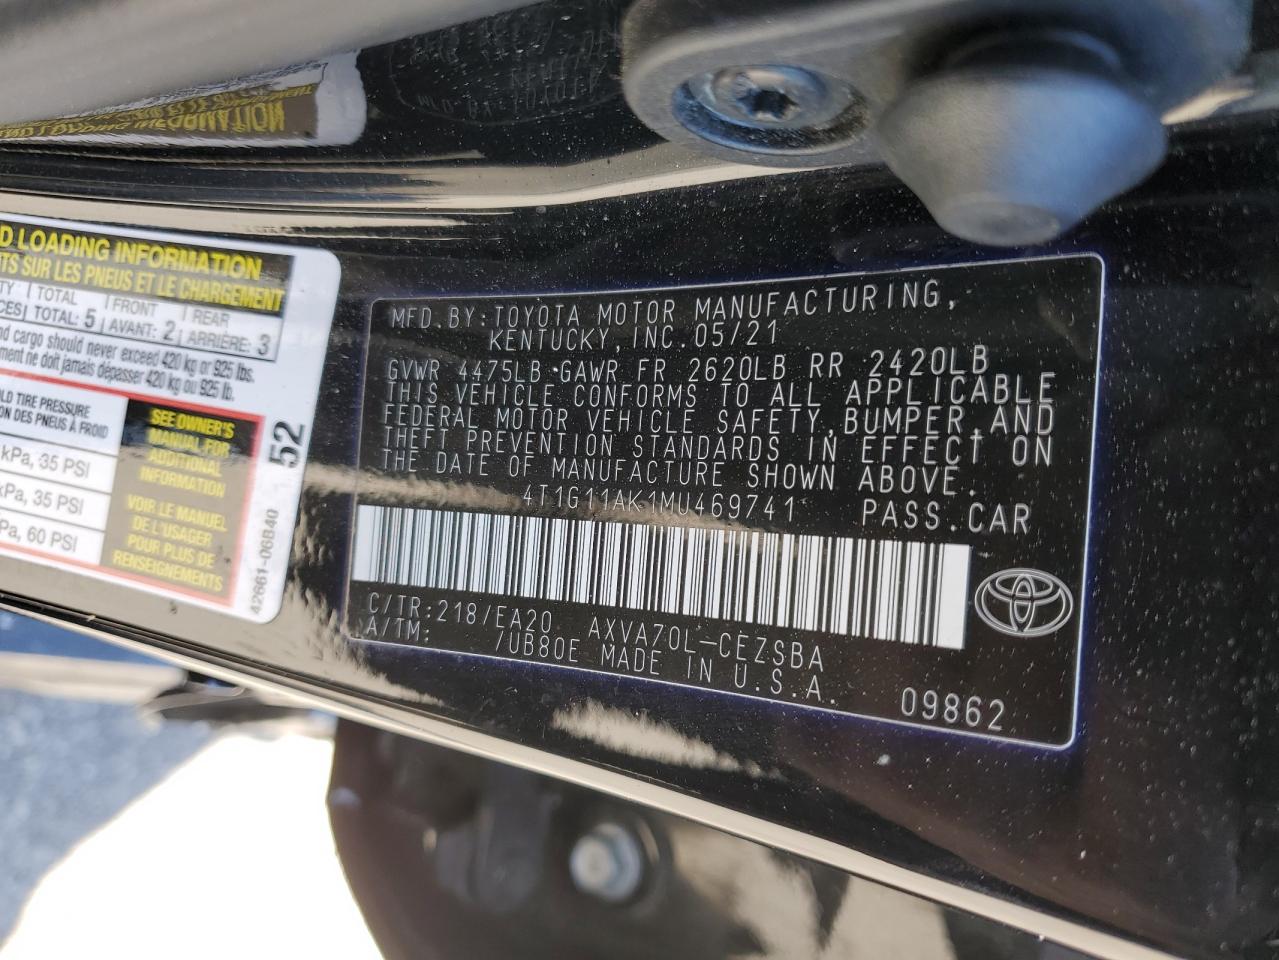 D LOADING INFORMATION
TS SUR LES PNEUS ET LE CHARGEMENT
TY TOTAL FRONT REAR
CES TOTAL: 5 AVANT: 2 ARRIÈRE: 3
nd cargo should never exceed 420 kg or 925 lbs.
ment ne doit jamais dépasser 420 kg ou 925 lb.
OLD TIRE PRESSURE
ON DES PNEUS À FROID
kPa, 35 PSI
kPa, 35 PSI
kPa, 60 PSI
SEE OWNER'S
MANUAL FOR
ADDITIONAL
INFORMATION
VOIR LE MANUEL
DE L'USAGER
POUR PLUS DE
RENSEIGNEMENTS
52
42661-06B40
MFD. BY: TOYOTA MOTOR MANUFACTURING,
KENTUCKY, INC. 05/21
GVWR 4475LB GAWR FR 2620LB RR 2420LB
THIS VEHICLE CONFORMS TO ALL APPLICABLE
FEDERAL MOTOR VEHICLE SAFETY, BUMPER, AND
THEFT PREVENTION STANDARDS IN EFFECT ON
THE DATE OF MANUFACTURE SHOWN ABOVE.
4T1G11AK1MU469741 PASS. CAR
C/TR: 218/EA20 AXVA70L-CEZSBA
A/TM: /UB80E MADE IN U.S.A.
09862